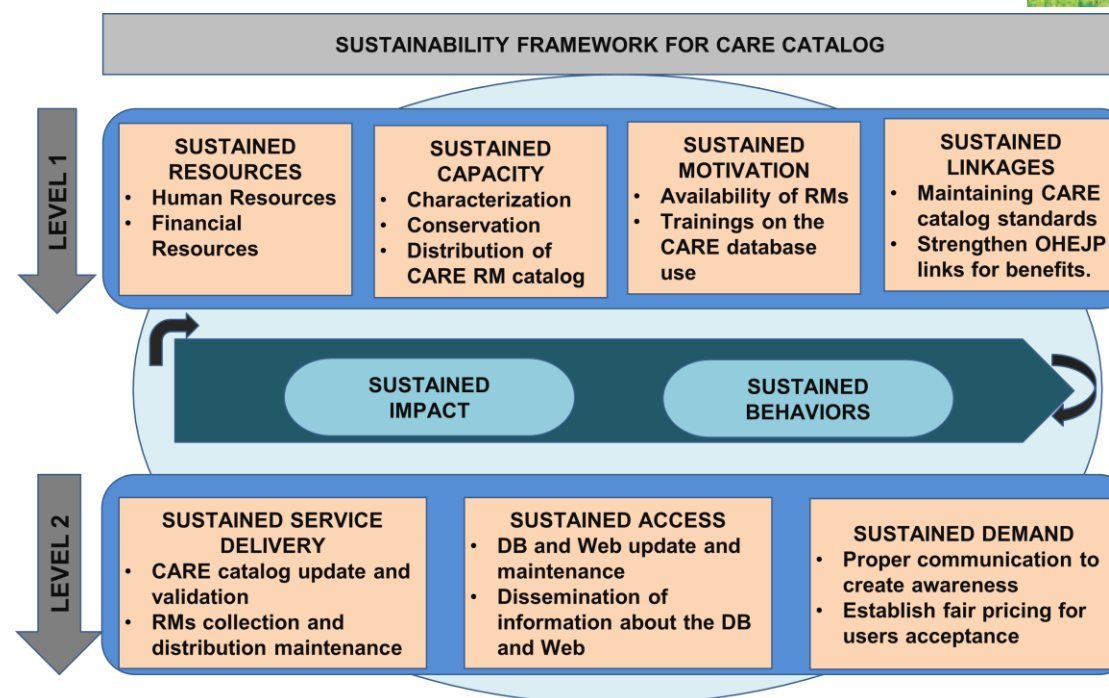 SUSTAINABILITY FRAMEWORK FOR CARE CATALOG
LEVEL 1
SUSTAINED
RESOURCES
• Human Resources
• Financial
Resources
SUSTAINED
CAPACITY
• Characterization
• Conservation
• Distribution of
CARE RM catalog
SUSTAINED
MOTIVATION
• Availability of RMs
• Trainings on the
CARE database
use
SUSTAINED
LINKAGES
• Maintaining CARE
catalog standards
• Strengthen OHEJP
links for benefits.
SUSTAINED
IMPACT
SUSTAINED
BEHAVIORS
LEVEL 2
SUSTAINED SERVICE
DELIVERY
• CARE catalog update and
validation
• RMs collection and
distribution maintenance
SUSTAINED ACCESS
• DB and Web update and
maintenance
• Dissemination of
information about the DB
and Web
SUSTAINED DEMAND
• Proper communication to
create awareness
• Establish fair pricing for
users acceptance